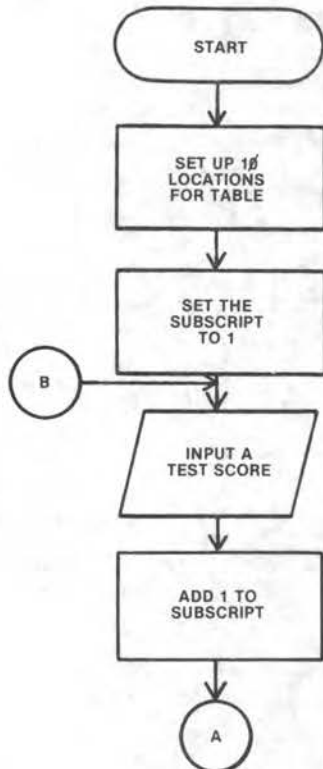 START
SET UP 1Ø
LOCATIONS
FOR TABLE
SET THE
SUBSCRIPT
TO 1
B
INPUT A
TEST SCORE
ADD 1 TO
SUBSCRIPT
A